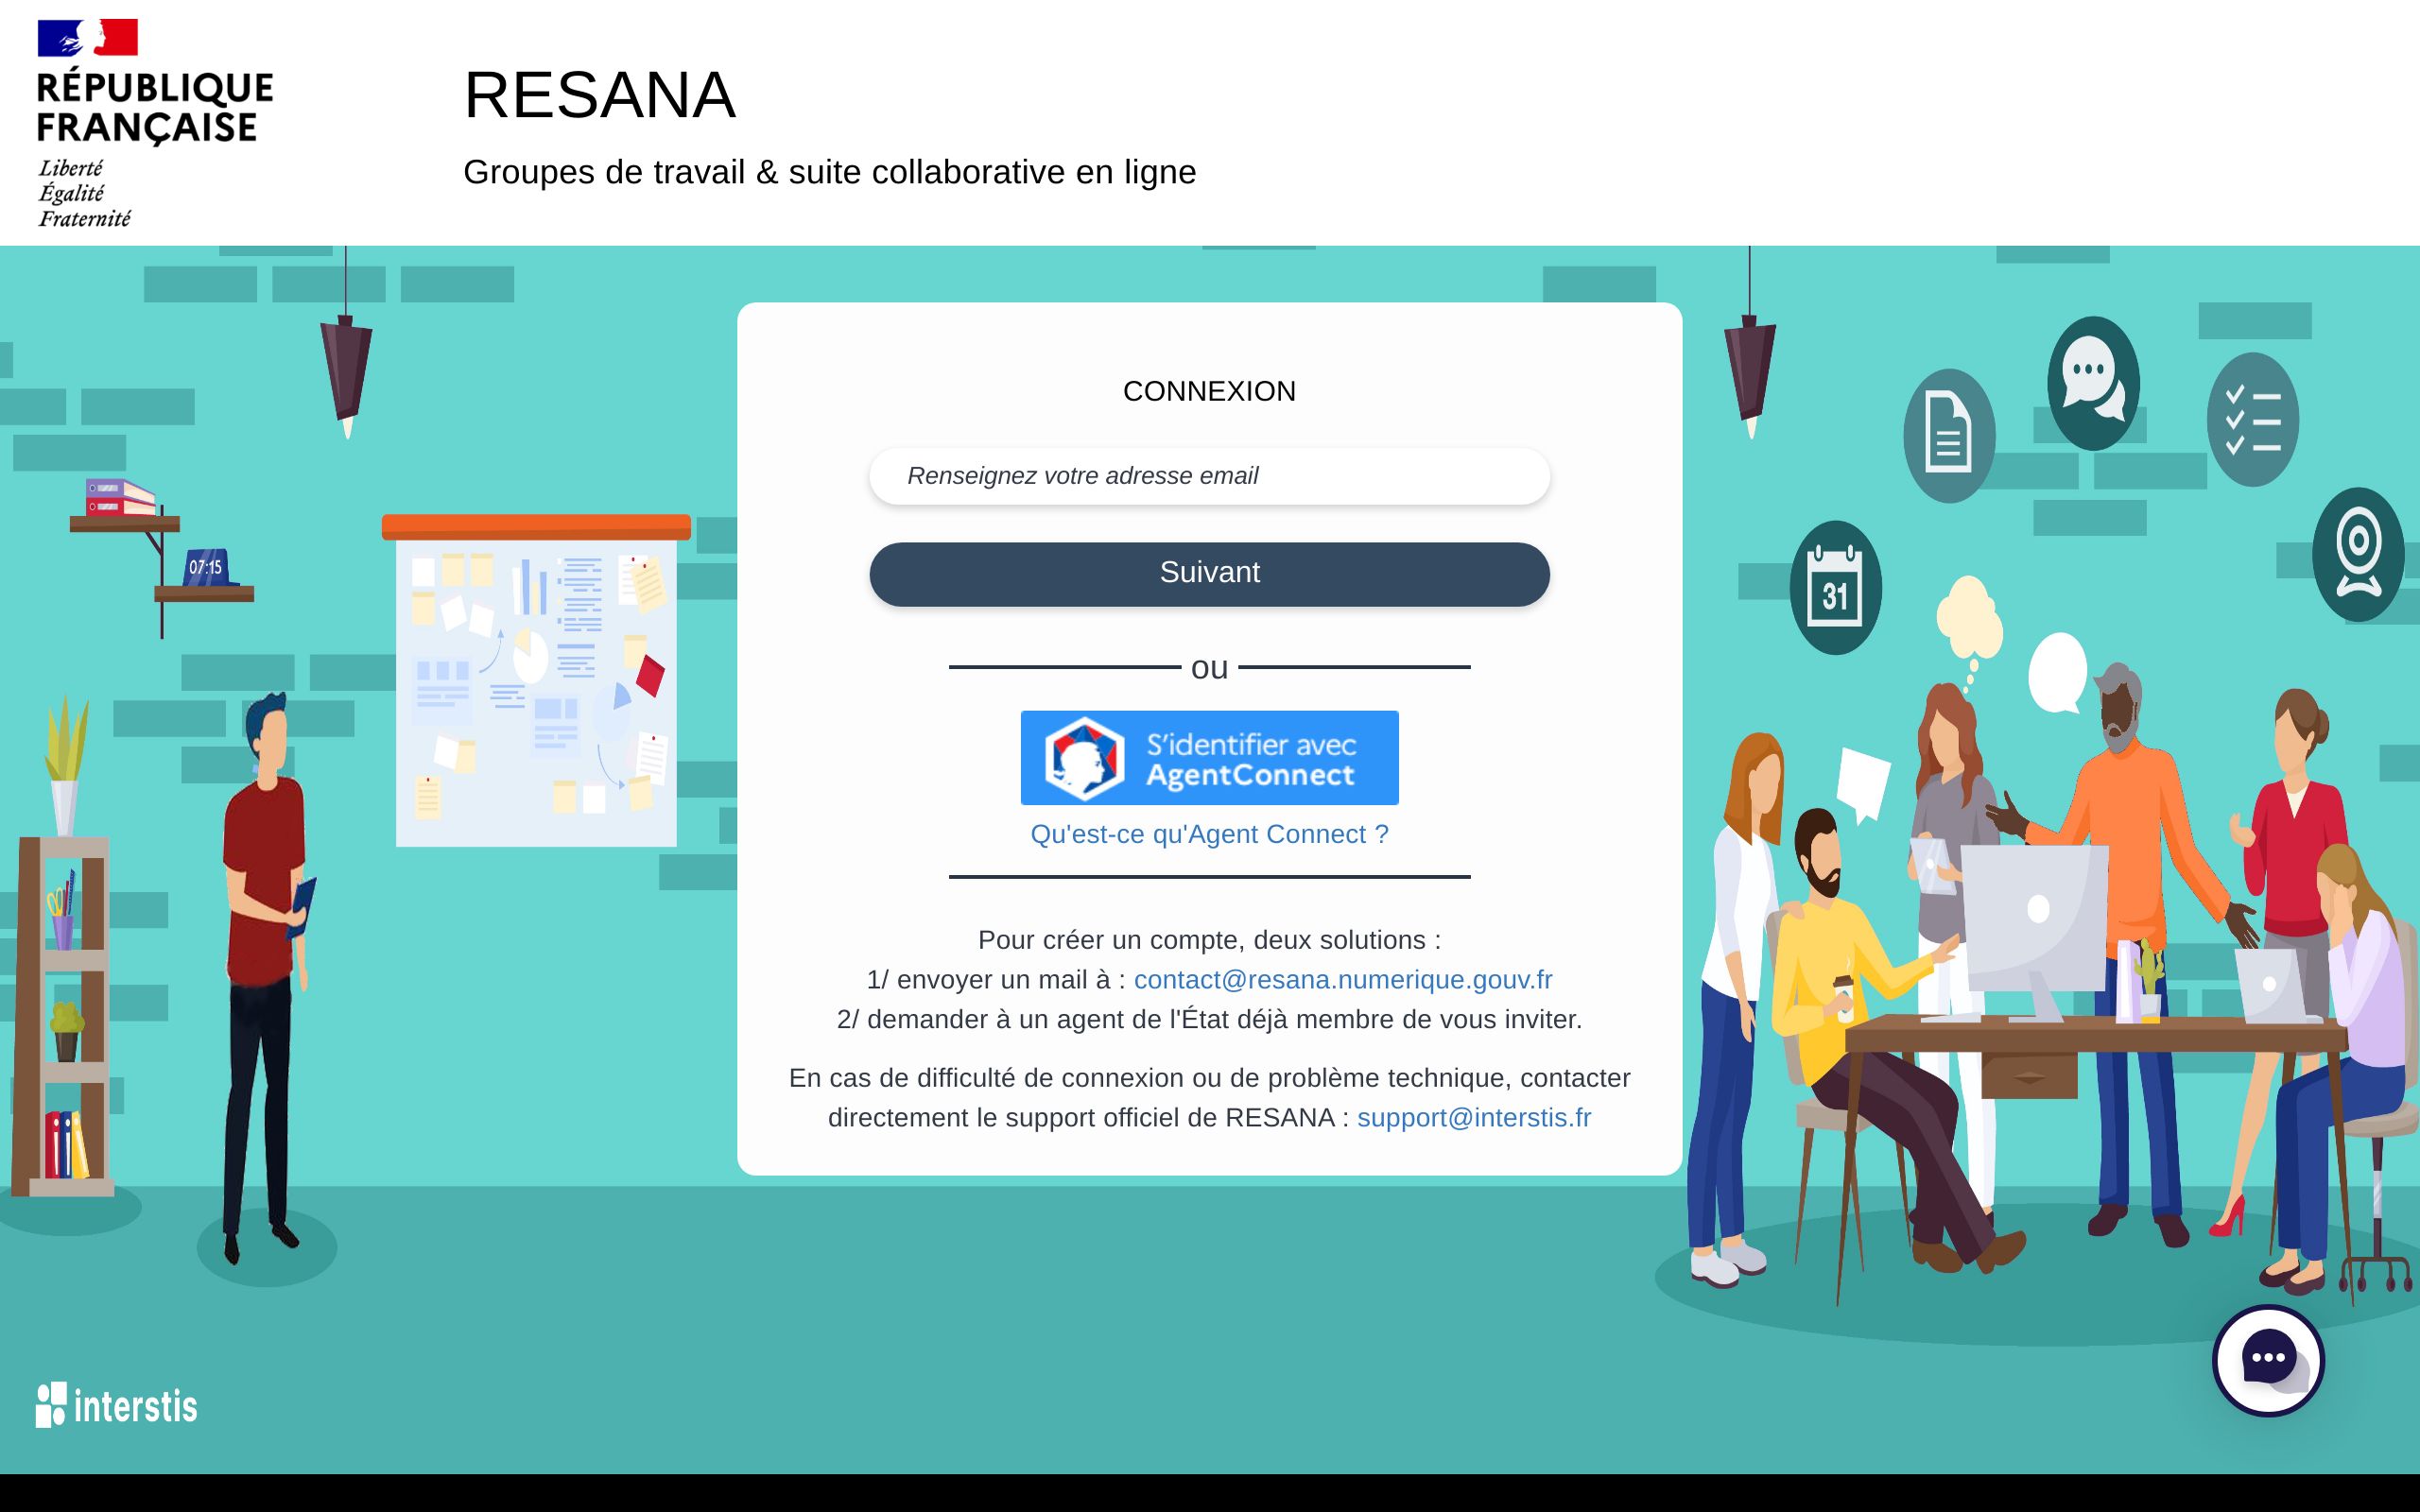 RÉPUBLIQUE
FRANÇAISE
Liberté
Égalité
Fraternité
RESANA
Groupes de travail & suite collaborative en ligne
07:15
31
CONNEXION
Renseignez votre adresse email
Suivant
ou
S'identifier avec
AgentConnect
Qu'est-ce qu'Agent Connect ?
Pour créer un compte, deux solutions :
1/ envoyer un mail à : contact@resana.numerique.gouv.fr
2/ demander à un agent de l'État déjà membre de vous inviter.
En cas de difficulté de connexion ou de problème technique, contacter
directement le support officiel de RESANA : support@interstis.fr
interstis